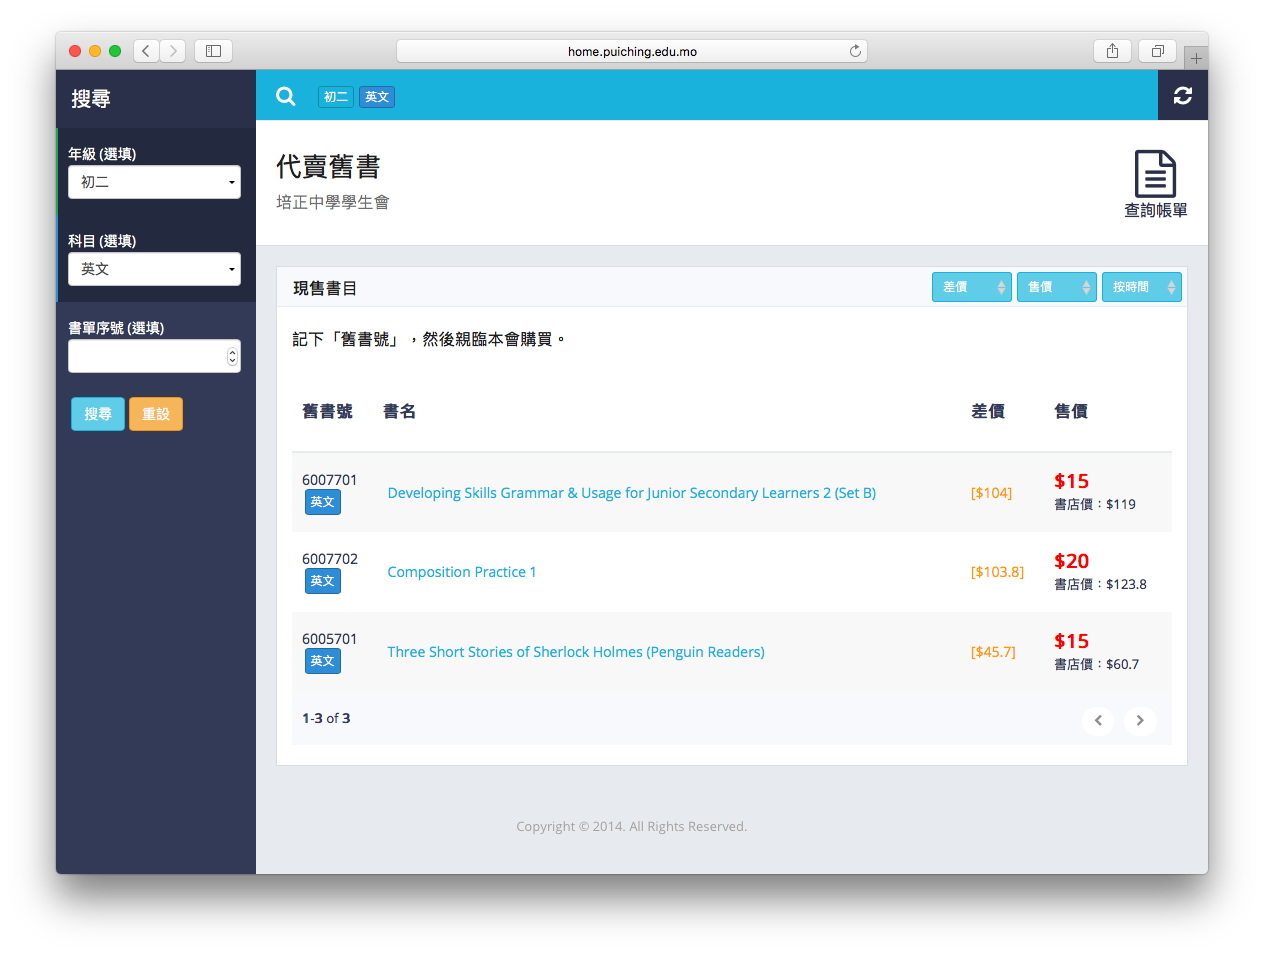 home.puiching.edu.mo
搜尋
初二 英文
年級 (選填)
初二
科目 (選填)
英文
書單序號 (選填)
搜尋 重設
代賣舊書
培正中學學生會
查詢帳單
現售書目
差價 售價 按時間
記下「舊書號」，然後親臨本會購買。
舊書號 書名 差價 售價
6007701
英文
Developing Skills Grammar & Usage for Junior Secondary Learners 2 (Set B)
[$104]
$15
書店價：$119
6007702
英文
Composition Practice 1
[$103.8]
$20
書店價：$123.8
6005701
英文
Three Short Stories of Sherlock Holmes (Penguin Readers)
[$45.7]
$15
書店價：$60.7
1-3 of 3
Copyright © 2014. All Rights Reserved.